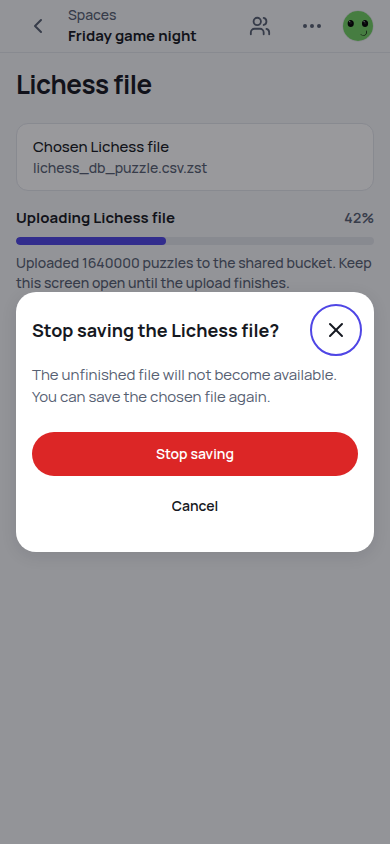 Spaces
Friday game night
Lichess file
Chosen Lichess file
lichess_db_puzzle.csv.zst
Uploading Lichess file 42%
Uploaded 1640000 puzzles to the shared bucket. Keep
this screen open until the upload finishes.
Stop saving the Lichess file?
The unfinished file will not become available.
You can save the chosen file again.
Stop saving
Cancel